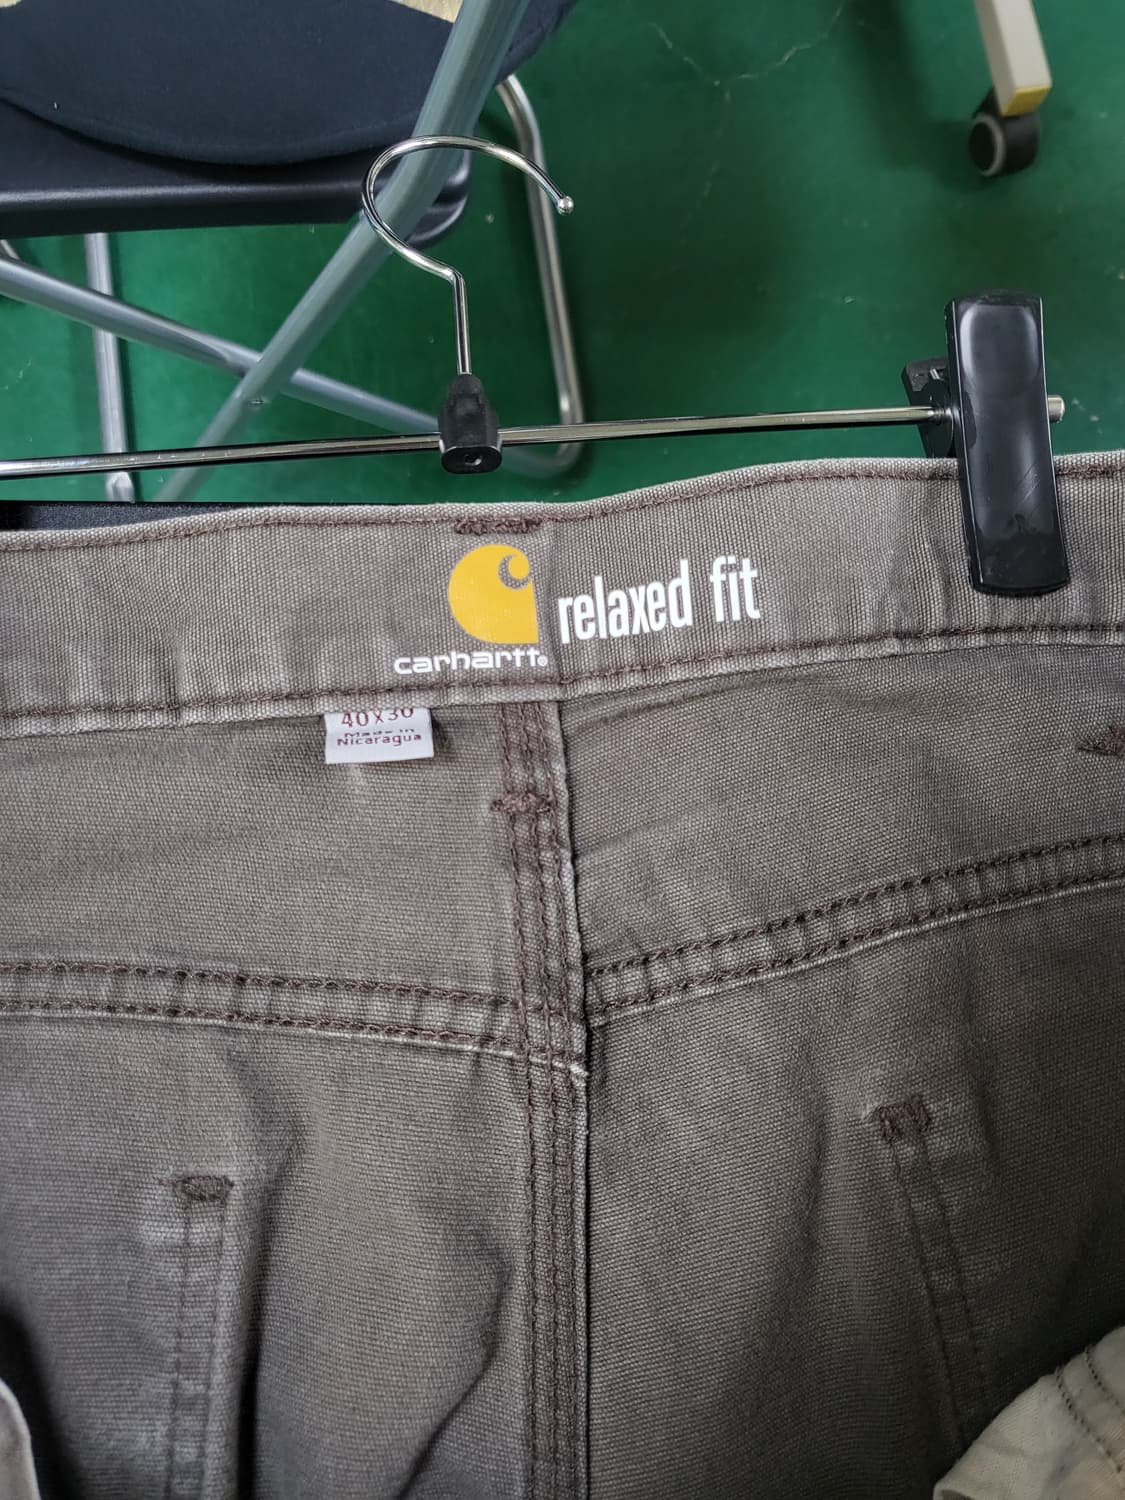 relaxed fit
carhartt®
40X30
Made in
Nicaragua